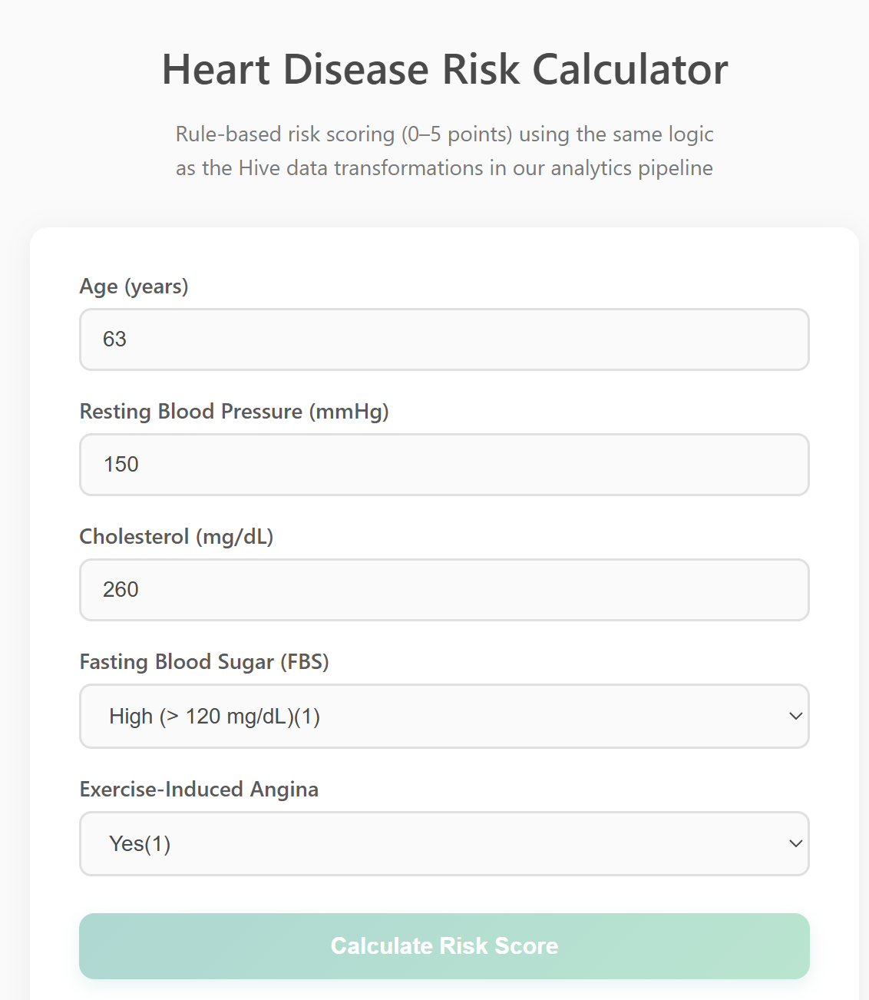 Heart Disease Risk Calculator
Rule-based risk scoring (0–5 points) using the same logic
as the Hive data transformations in our analytics pipeline
Age (years)
63
Resting Blood Pressure (mmHg)
150
Cholesterol (mg/dL)
260
Fasting Blood Sugar (FBS)
High (> 120 mg/dL)(1)
Exercise-Induced Angina
Yes(1)
Calculate Risk Score